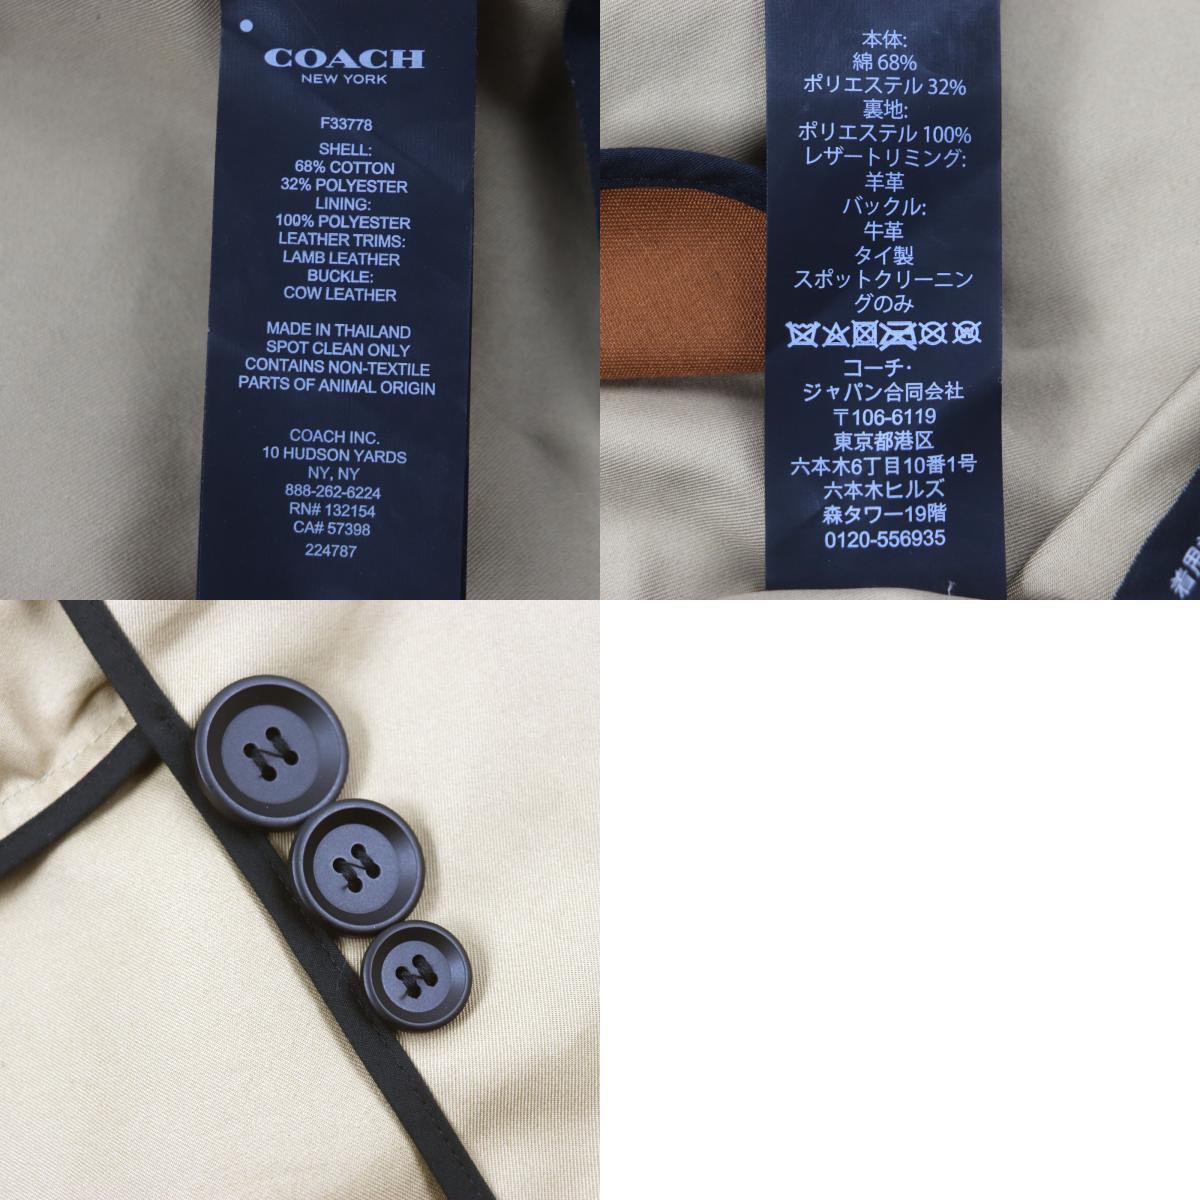 COACH
NEW YORK
F33778
SHELL:
68% COTTON
32% POLYESTER
LINING:
100% POLYESTER
LEATHER TRIMS:
LAMB LEATHER
BUCKLE:
COW LEATHER
MADE IN THAILAND
SPOT CLEAN ONLY
CONTAINS NON-TEXTILE
PARTS OF ANIMAL ORIGIN
COACH INC.
10 HUDSON YARDS
NY, NY
888-262-6224
RN# 132154
CA# 57398
224787
本体:
綿 68%
ポリエステル 32%
裏地:
ポリエステル 100%
レザートリミング:
羊革
バックル:
牛革
タイ製
スポットクリーニン
グのみ
コーチ・
ジャパン合同会社
〒106-6119
東京都港区
六本木6丁目10番1号
六本木ヒルズ
森タワー19階
0120-556935
着用